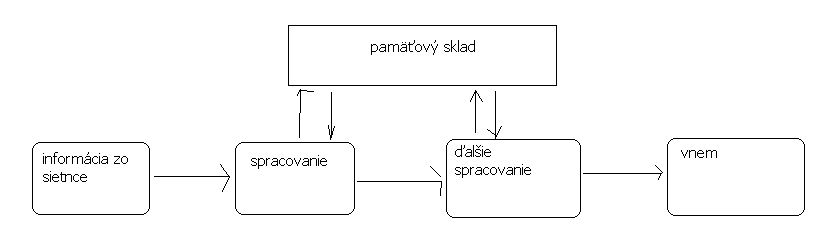 pamäťový sklad
informácia zo
sietnce
spracovanie
ďalšie
spracovanie
vnem